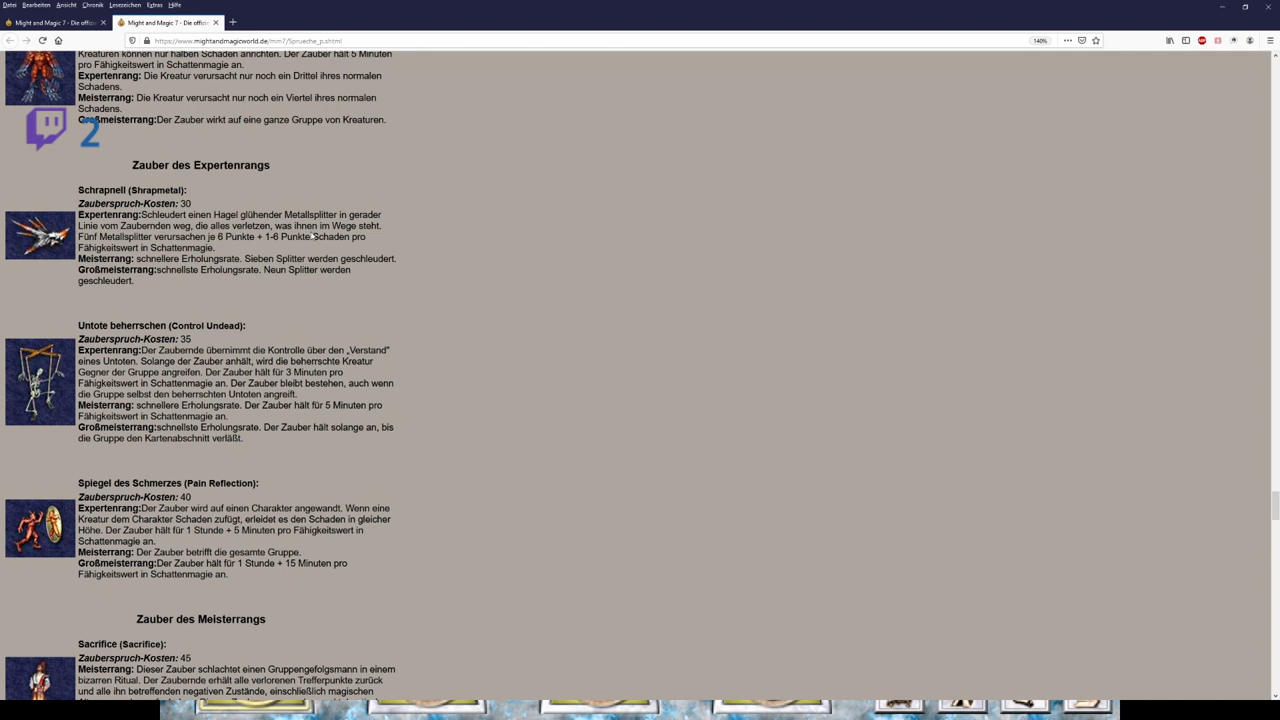 Datei Bearbeiten Ansicht Chronik Lesezeichen Extras Hilfe
Might and Magic 7 - Die offizi
Might and Magic 7 - Die offizi
https://www.mightandmagicworld.de/mm7/Sprueche_p.shtml
140%
Kreaturen können nur halben Schaden anrichten. Der Zauber hält 5 Minuten
pro Fähigkeitswert in Schattenmagie an.
Expertenrang: Die Kreatur verursacht nur noch ein Drittel ihres normalen
Schadens.
Meisterrang: Die Kreatur verursacht nur noch ein Viertel ihres normalen
Schadens.
Großmeisterrang:Der Zauber wirkt auf eine ganze Gruppe von Kreaturen.
2
Zauber des Expertenrangs
Schrapnell (Shrapmetal):
Zauberspruch-Kosten: 30
Expertenrang:Schleudert einen Hagel glühender Metallsplitter in gerader
Linie vom Zaubernden weg, die alles verletzen, was ihnen im Wege steht.
Fünf Metallsplitter verursachen je 6 Punkte + 1-6 Punkte Schaden pro
Fähigkeitswert in Schattenmagie.
Meisterrang: schnellere Erholungsrate. Sieben Splitter werden geschleudert.
Großmeisterrang:schnellste Erholungsrate. Neun Splitter werden
geschleudert.
Untote beherrschen (Control Undead):
Zauberspruch-Kosten: 35
Expertenrang:Der Zaubernde übernimmt die Kontrolle über den „Verstand"
eines Untoten. Solange der Zauber anhält, wird die beherrschte Kreatur
Gegner der Gruppe angreifen. Der Zauber hält für 3 Minuten pro
Fähigkeitswert in Schattenmagie an. Der Zauber bleibt bestehen, auch wenn
die Gruppe selbst den beherrschten Untoten angreift.
Meisterrang: schnellere Erholungsrate. Der Zauber hält für 5 Minuten pro
Fähigkeitswert in Schattenmagie an.
Großmeisterrang:schnellste Erholungsrate. Der Zauber hält solange an, bis
die Gruppe den Kartenabschnitt verläßt.
Spiegel des Schmerzes (Pain Reflection):
Zauberspruch-Kosten: 40
Expertenrang:Der Zauber wird auf einen Charakter angewandt. Wenn eine
Kreatur dem Charakter Schaden zufügt, erleidet es den Schaden in gleicher
Höhe. Der Zauber hält für 1 Stunde + 5 Minuten pro Fähigkeitswert in
Schattenmagie an.
Meisterrang: Der Zauber betrifft die gesamte Gruppe.
Großmeisterrang:Der Zauber hält für 1 Stunde + 15 Minuten pro
Fähigkeitswert in Schattenmagie an.
Zauber des Meisterrangs
Sacrifice (Sacrifice):
Zauberspruch-Kosten: 45
Meisterrang: Dieser Zauber schlachtet einen Gruppengefolgsmann in einem
bizarren Ritual. Der Zaubernde erhält alle verlorenen Trefferpunkte zurück
und alle ihn betreffenden negativen Zustände, einschließlich magischen